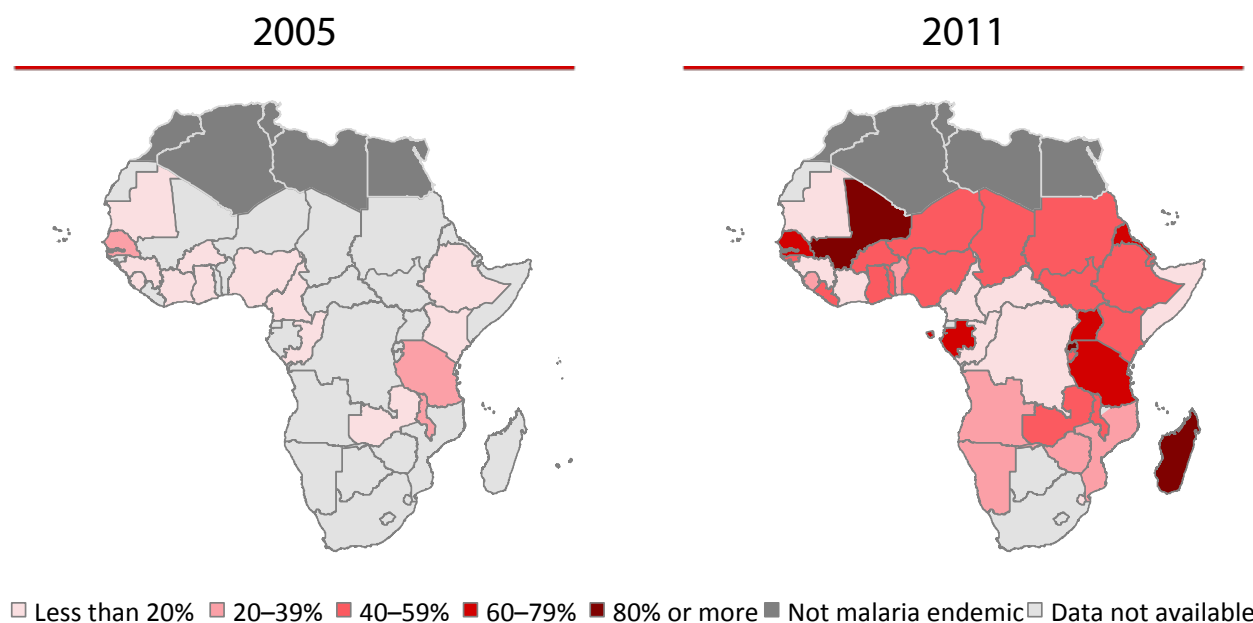 2005
2011
Less than 20% 20–39% 40–59% 60–79% 80% or more Not malaria endemic Data not available